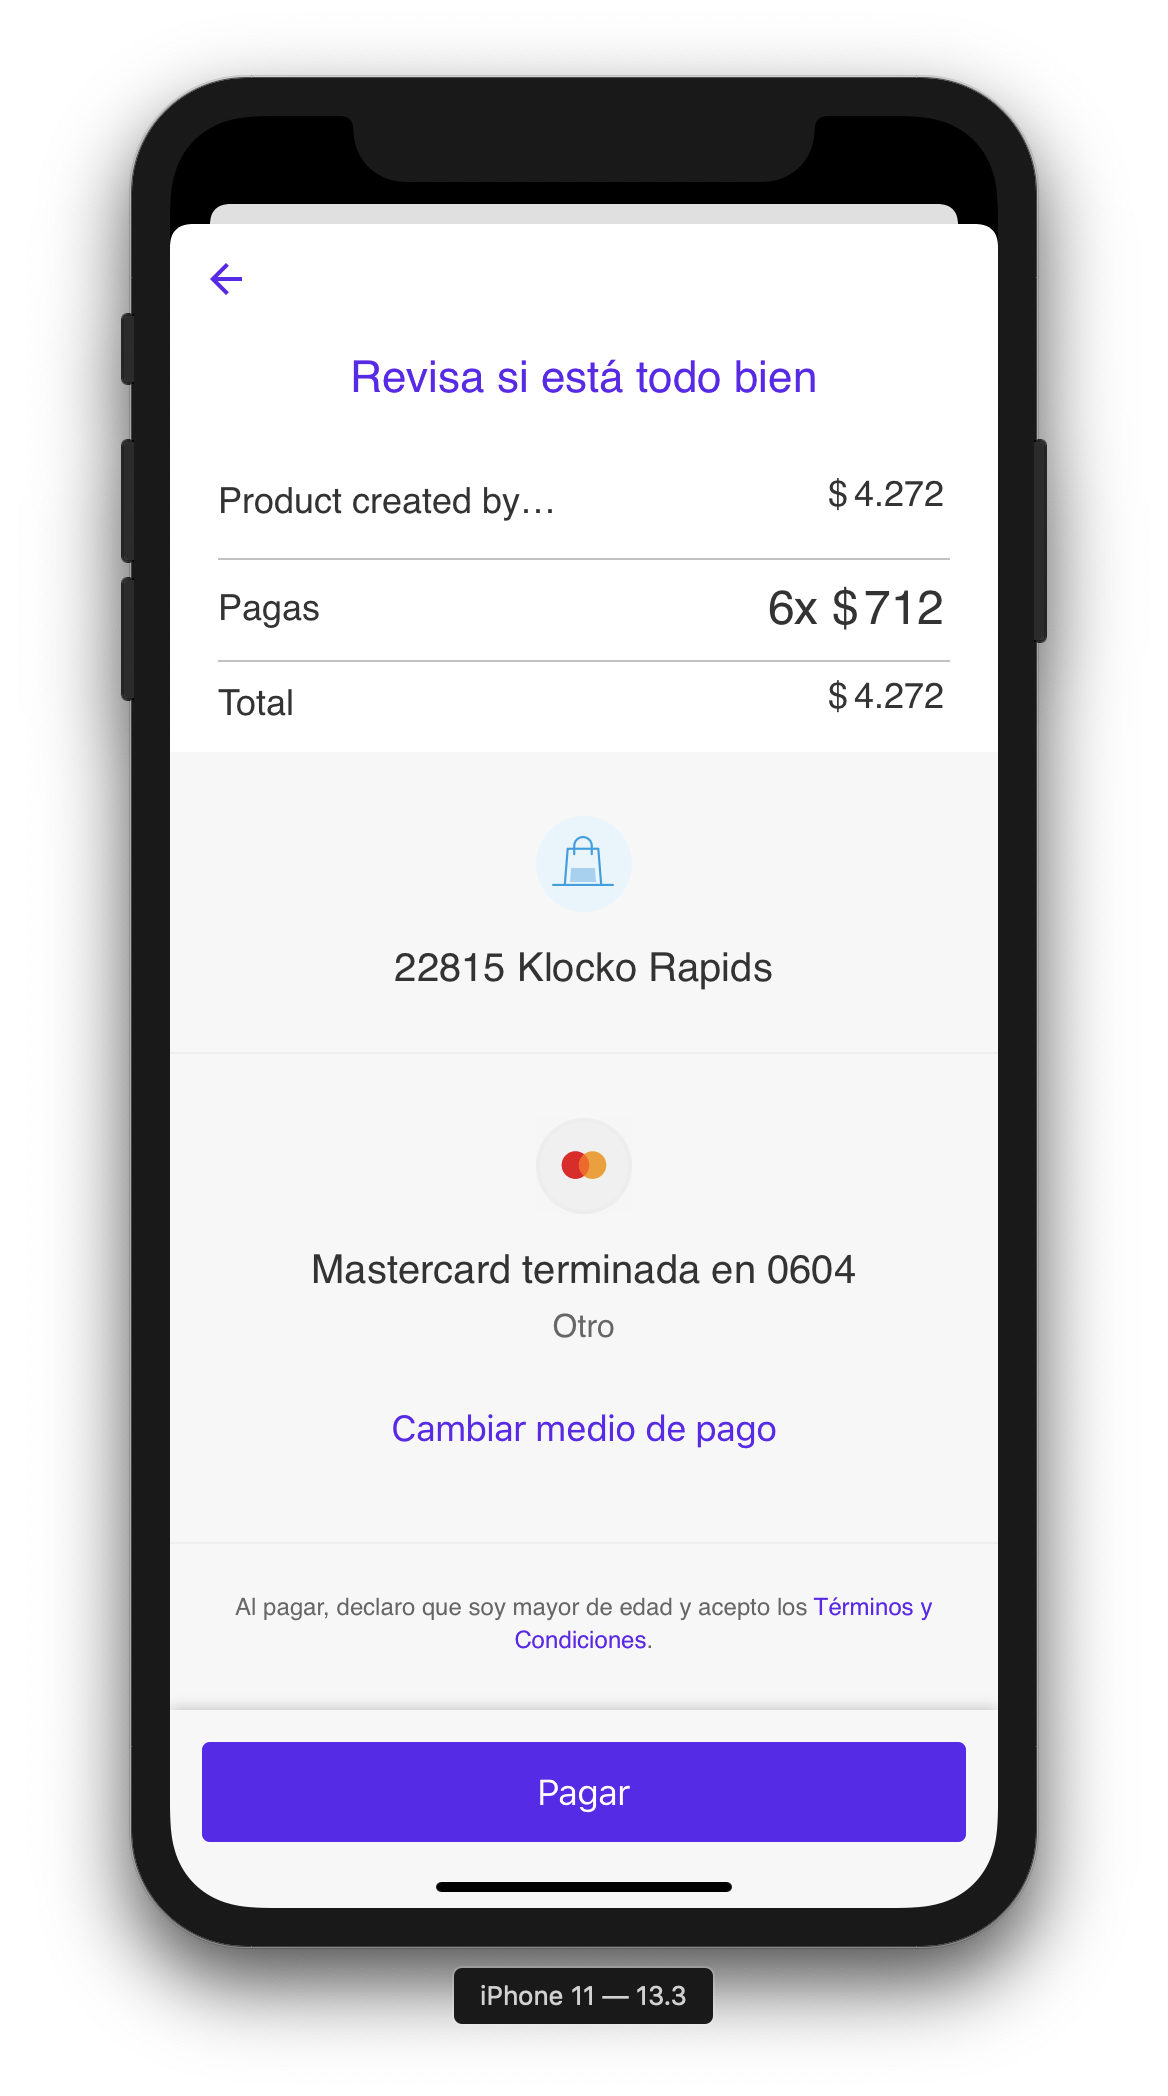 Revisa si está todo bien
Product created by…
$ 4.272
Pagas
6x $ 712
Total
$ 4.272
22815 Klocko Rapids
Mastercard terminada en 0604
Otro
Cambiar medio de pago
Al pagar, declaro que soy mayor de edad y acepto los Términos y
Condiciones.
Pagar
iPhone 11 — 13.3